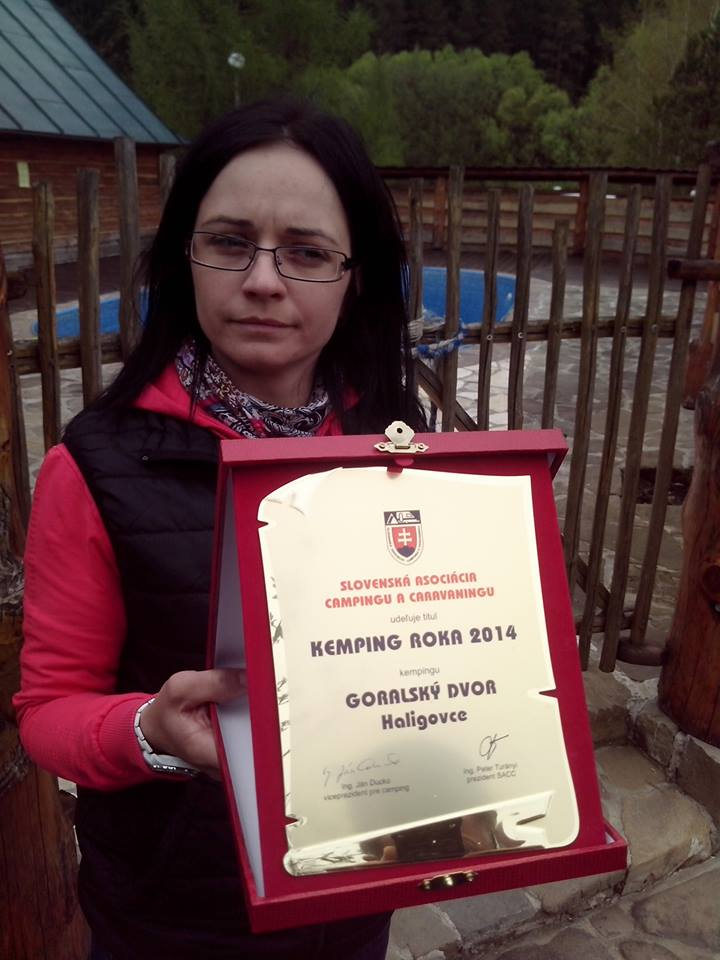 SLOVENSKÁ ASOCIÁCIA
CAMPINGU A CARAVANINGU
udeľuje titul
KEMPING ROKA 2014
kempingu
GORALSKÝ DVOR
Haligovce
Ing. Ján Ducko
viceprezident pre camping
Ing. Peter Turányi
prezident SACC